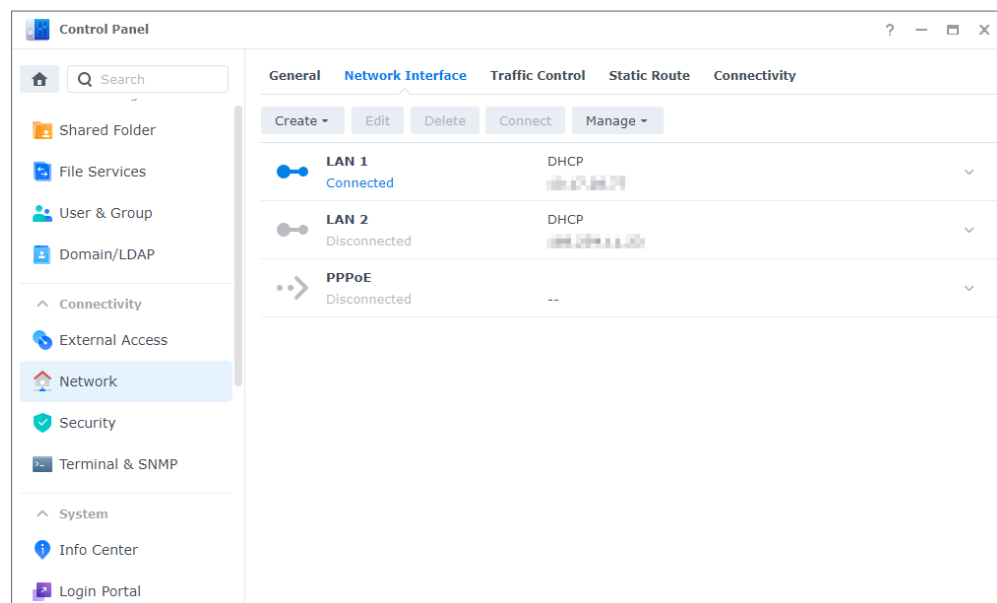 Control Panel
Search
Shared Folder
File Services
User & Group
Domain/LDAP
Connectivity
External Access
Network
Security
Terminal & SNMP
System
Info Center
Login Portal
General Network Interface Traffic Control Static Route Connectivity
Create Edit Delete Connect Manage
LAN 1 DHCP
Connected
LAN 2 DHCP
Disconnected
PPPoE
Disconnected --